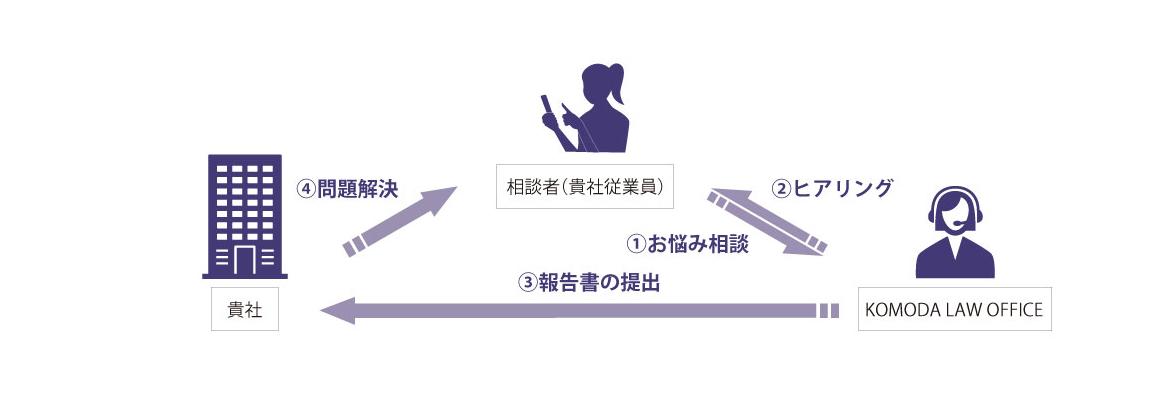 ④問題解決
相談者（貴社従業員）
②ヒアリング
①お悩み相談
③報告書の提出
貴社
KOMODA LAW OFFICE